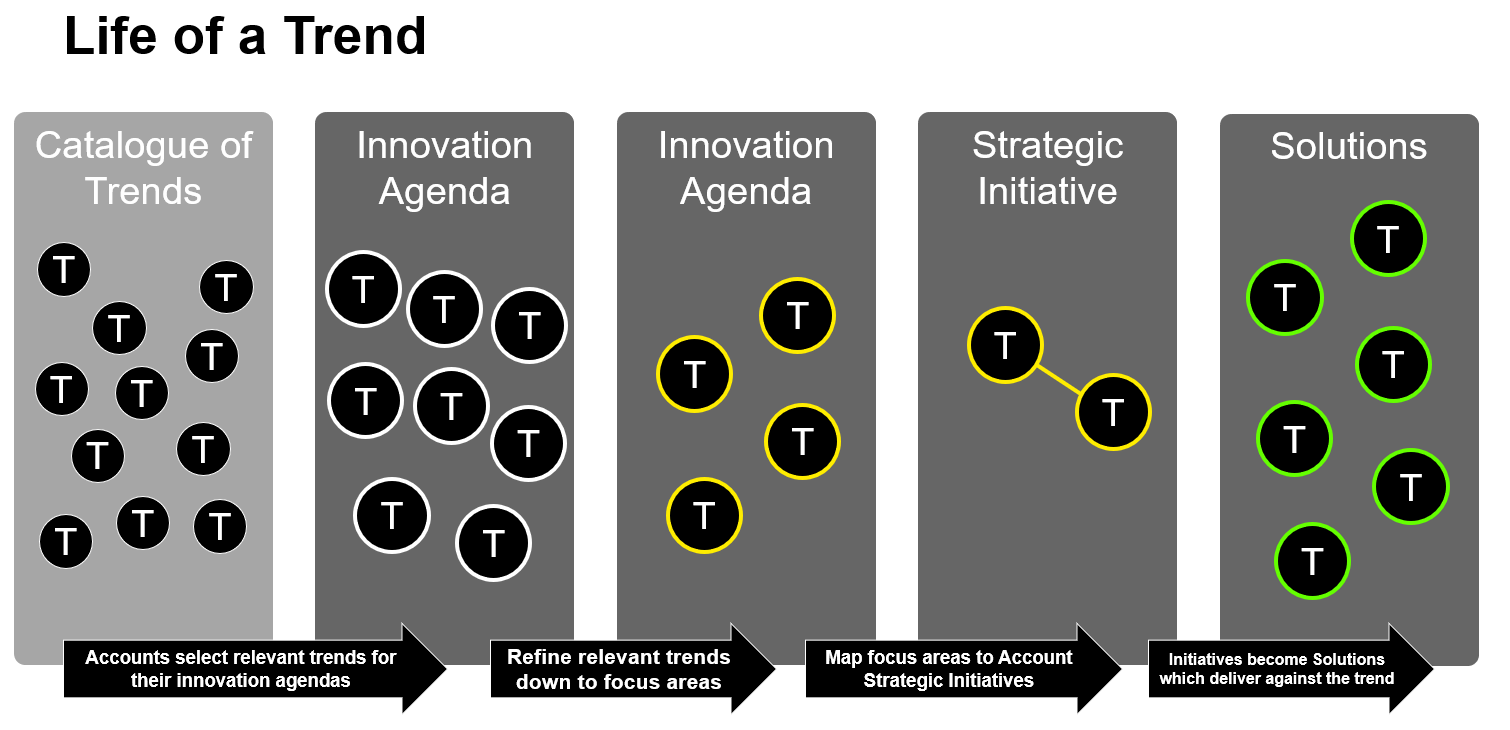 Life of a Trend
Catalogue of
Trends
T
T
T
T
T
T
T
T
T
T
T
Innovation
Agenda
T
T
T
T
T
T
T
T
Innovation
Agenda
T
T
T
T
Strategic
Initiative
T
T
Solutions
T
T
T
T
T
T
Accounts select relevant trends for
their innovation agendas
Refine relevant trends
down to focus areas
Map focus areas to Account
Strategic Initiatives
Initiatives become Solutions
which deliver against the trend